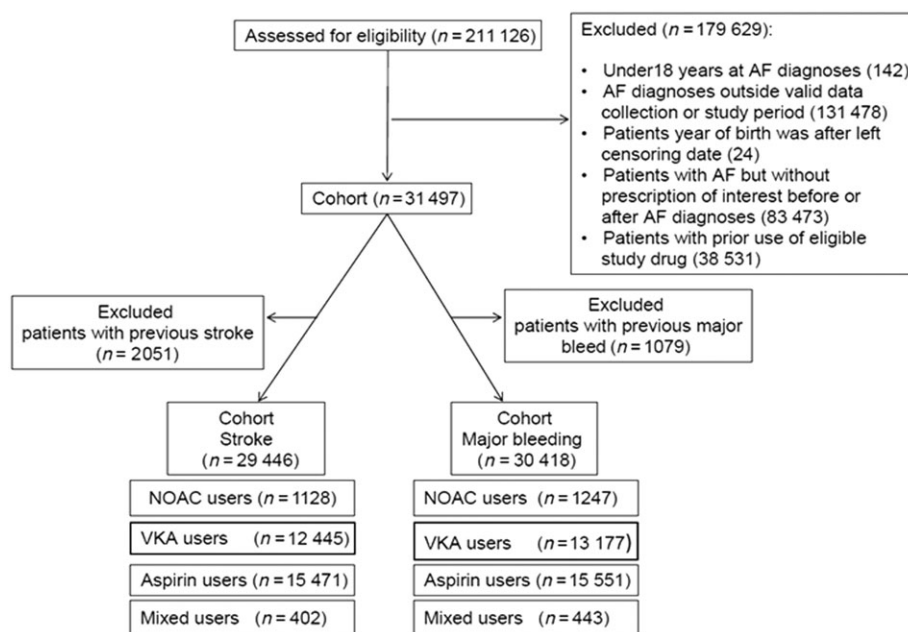 Assessed for eligibility (n = 211 126)
Excluded (n = 179 629):
• Under18 years at AF diagnoses (142)
• AF diagnoses outside valid data
collection or study period (131 478)
• Patients year of birth was after left
censoring date (24)
• Patients with AF but without
prescription of interest before or
after AF diagnoses (83 473)
• Patients with prior use of eligible
study drug (38 531)
Cohort (n = 31 497)
Excluded
patients with previous stroke
(n = 2051)
Excluded
patients with previous major
bleed (n = 1079)
Cohort
Stroke
(n = 29 446)
NOAC users (n = 1128)
VKA users (n = 12 445)
Aspirin users (n = 15 471)
Mixed users (n = 402)
Cohort
Major bleeding
(n = 30 418)
NOAC users (n = 1247)
VKA users (n = 13 177)
Aspirin users (n = 15 551)
Mixed users (n = 443)